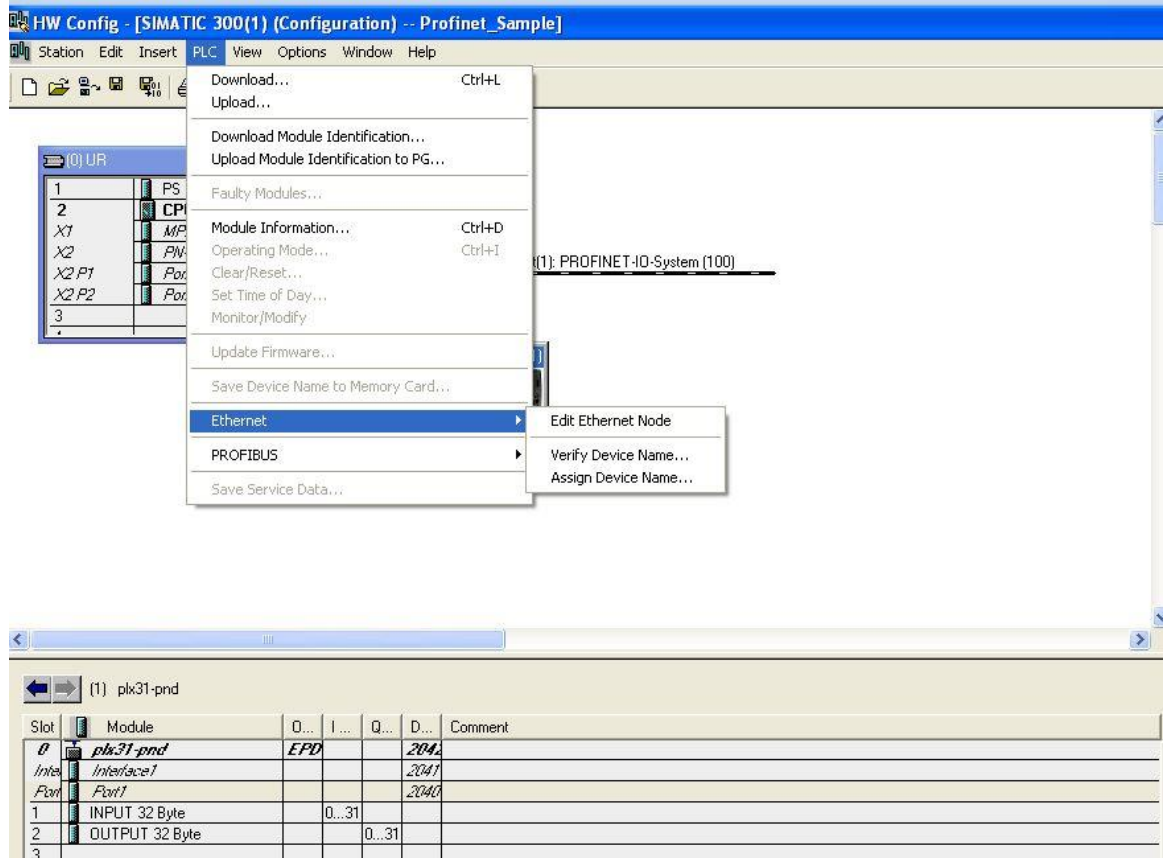 HW Config - [SIMATIC 300(1) (Configuration) -- Profinet_Sample]
Station Edit Insert PLC View Options Window Help
Download... Ctrl+L
Upload...
Download Module Identification...
Upload Module Identification to PG...
Faulty Modules...
Module Information... Ctrl+D
Operating Mode... Ctrl+I
Clear/Reset...
Set Time of Day...
Monitor/Modify
Update Firmware...
Save Device Name to Memory Card...
Ethernet
PROFIBUS
Save Service Data...
Edit Ethernet Node
Verify Device Name...
Assign Device Name...
(0) UR
1 PS
2 CP
X1 MP
X2 PN-
X2 P1 Por
X2 P2 Por
3
t(1): PROFINET-IO-System (100)
(1) plx31-pnd
Slot Module O... I ... Q... D... Comment
0 plx31-pnd EPD 2042
Inte Interface1 2041
Port Port1 2040
1 INPUT 32 Byte 0...31
2 OUTPUT 32 Byte 0...31
3